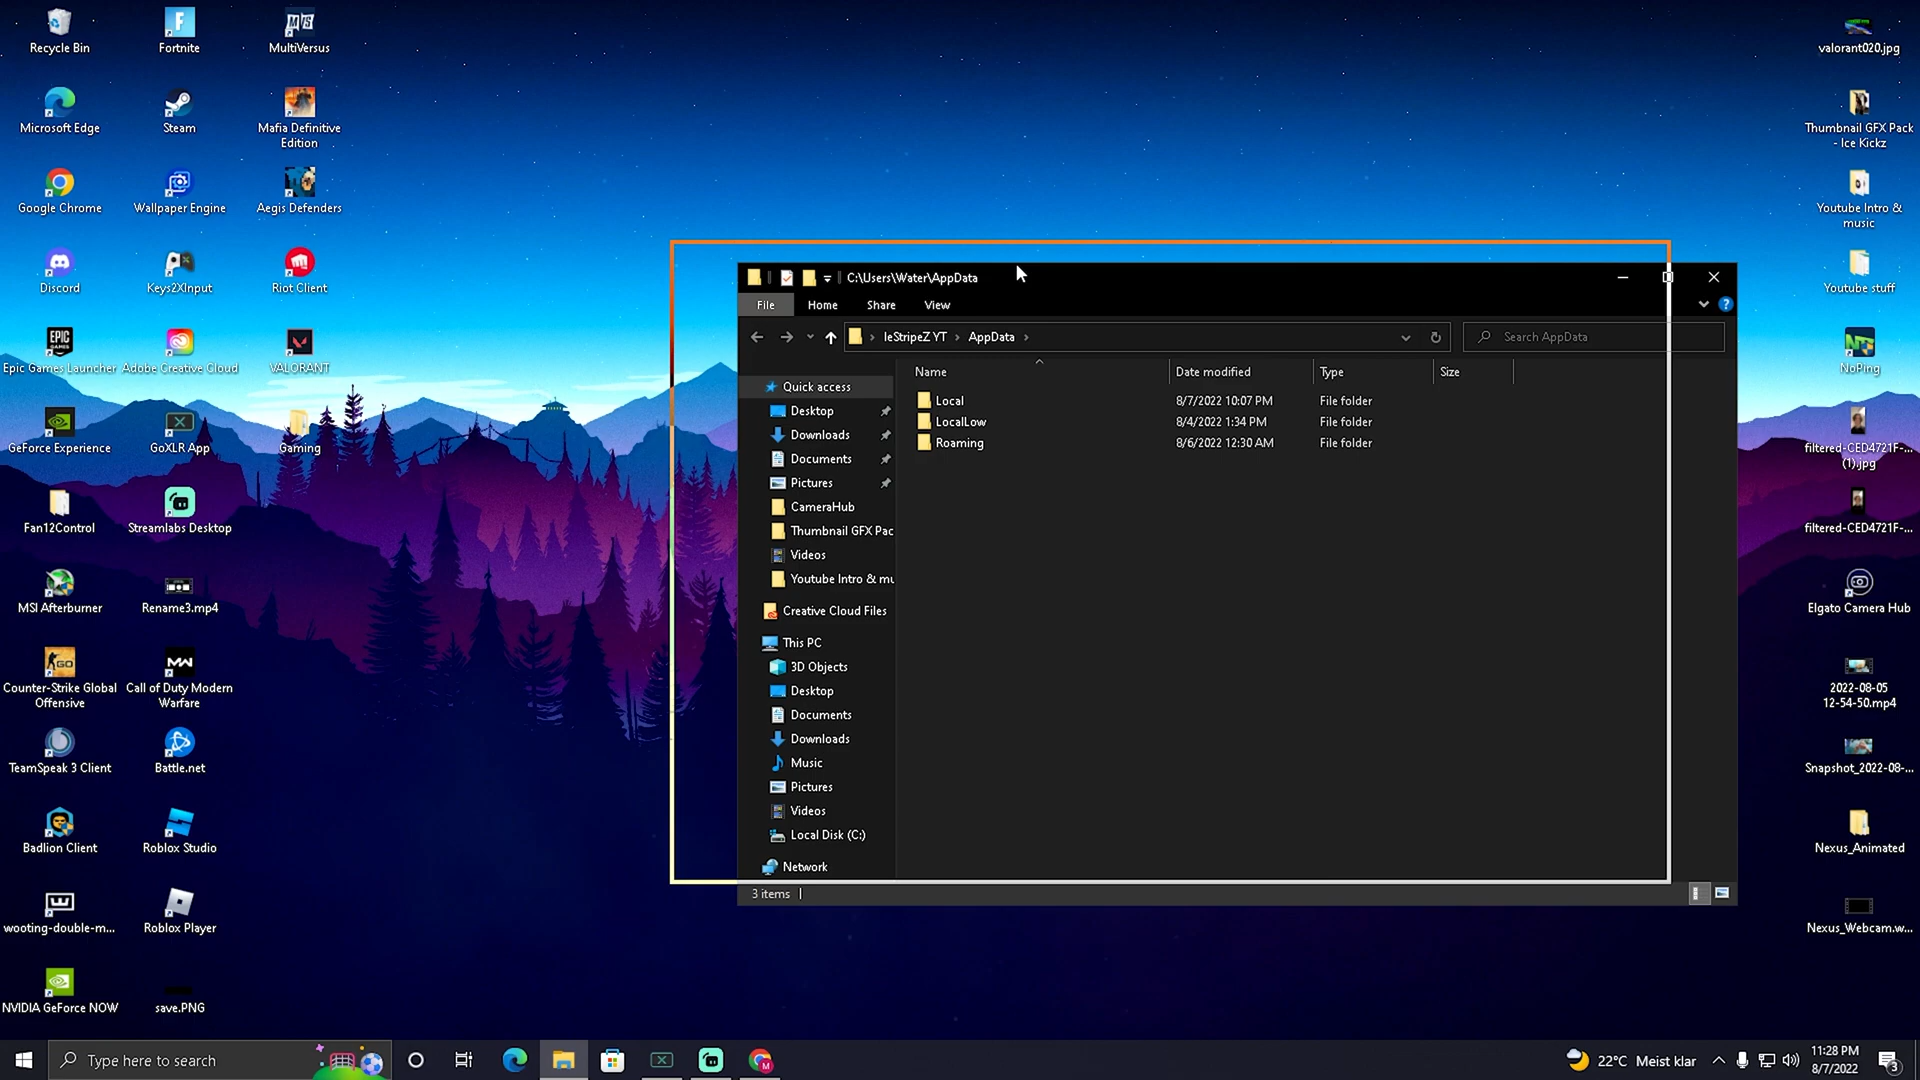 Recycle Bin
Fortnite
MultiVersus
Microsoft Edge
Steam
Mafia Definitive
Edition
Google Chrome
Wallpaper Engine
Aegis Defenders
Discord
Keys2XInput
Riot Client
Epic Games Launcher
Adobe Creative Cloud
VALORANT
GeForce Experience
GoXLR App
Gaming
Fan12Control
Streamlabs Desktop
MSI Afterburner
Rename3.mp4
Counter-Strike Global
Offensive
Call of Duty Modern
Warfare
TeamSpeak 3 Client
Battle.net
Badlion Client
Roblox Studio
wooting-double-m...
Roblox Player
NVIDIA GeForce NOW
save.PNG
C:\Users\Water\AppData
File
Home
Share
View
leStripeZ YT
AppData
Search AppData
Name
Date modified
Type
Size
Local
8/7/2022 10:07 PM
File folder
LocalLow
8/4/2022 1:34 PM
File folder
Roaming
8/6/2022 12:30 AM
File folder
Quick access
Desktop
Downloads
Documents
Pictures
CameraHub
Thumbnail GFX Pac
Videos
Youtube Intro & mu
Creative Cloud Files
This PC
3D Objects
Desktop
Documents
Downloads
Music
Pictures
Videos
Local Disk (C:)
Network
3 items
valorant020.jpg
Thumbnail GFX Pack
- Ice Kickz
Youtube Intro &
music
Youtube stuff
NoPing
filtered-CED4721F-...
(1).jpg
filtered-CED4721F-...
Elgato Camera Hub
2022-08-05
12-54-50.mp4
Snapshot_2022-08-...
Nexus_Animated
Nexus_Webcam.w...
Type here to search
22°C Meist klar
11:28 PM
8/7/2022
3